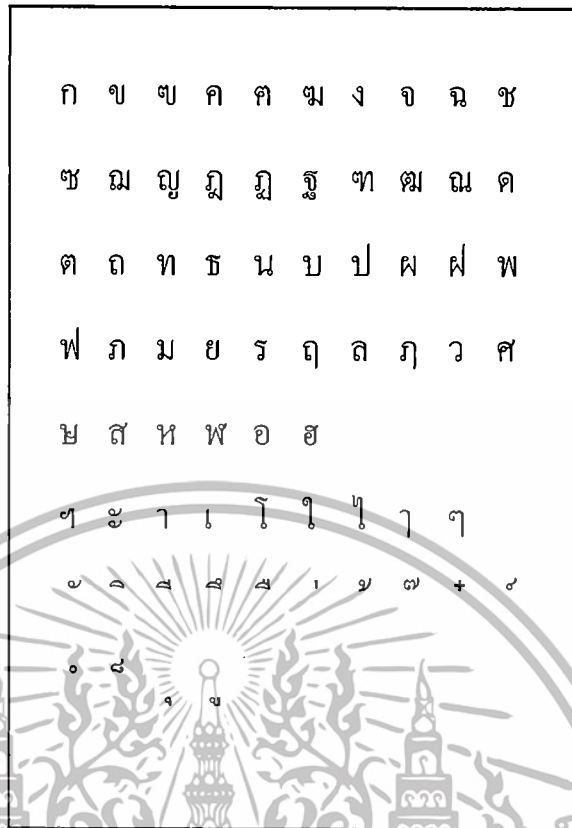 ก ข ฃ ค ฅ ฆ ง จ ฉ ช
ซ ฌ ญ ฎ ฏ ฐ ฑ ฒ ณ ด
ต ถ ท ธ น บ ป ผ ฝ พ
ฟ ภ ม ย ร ฤ ล ฦ ว ศ
ษ ส ห ฬ อ ฮ
ฯ ะ า เ โ ใ ไ ๅ ๆ
ั ิ ี ึ ื ่ ้ ๊ ๋ ์
ํ ็ ุ ู